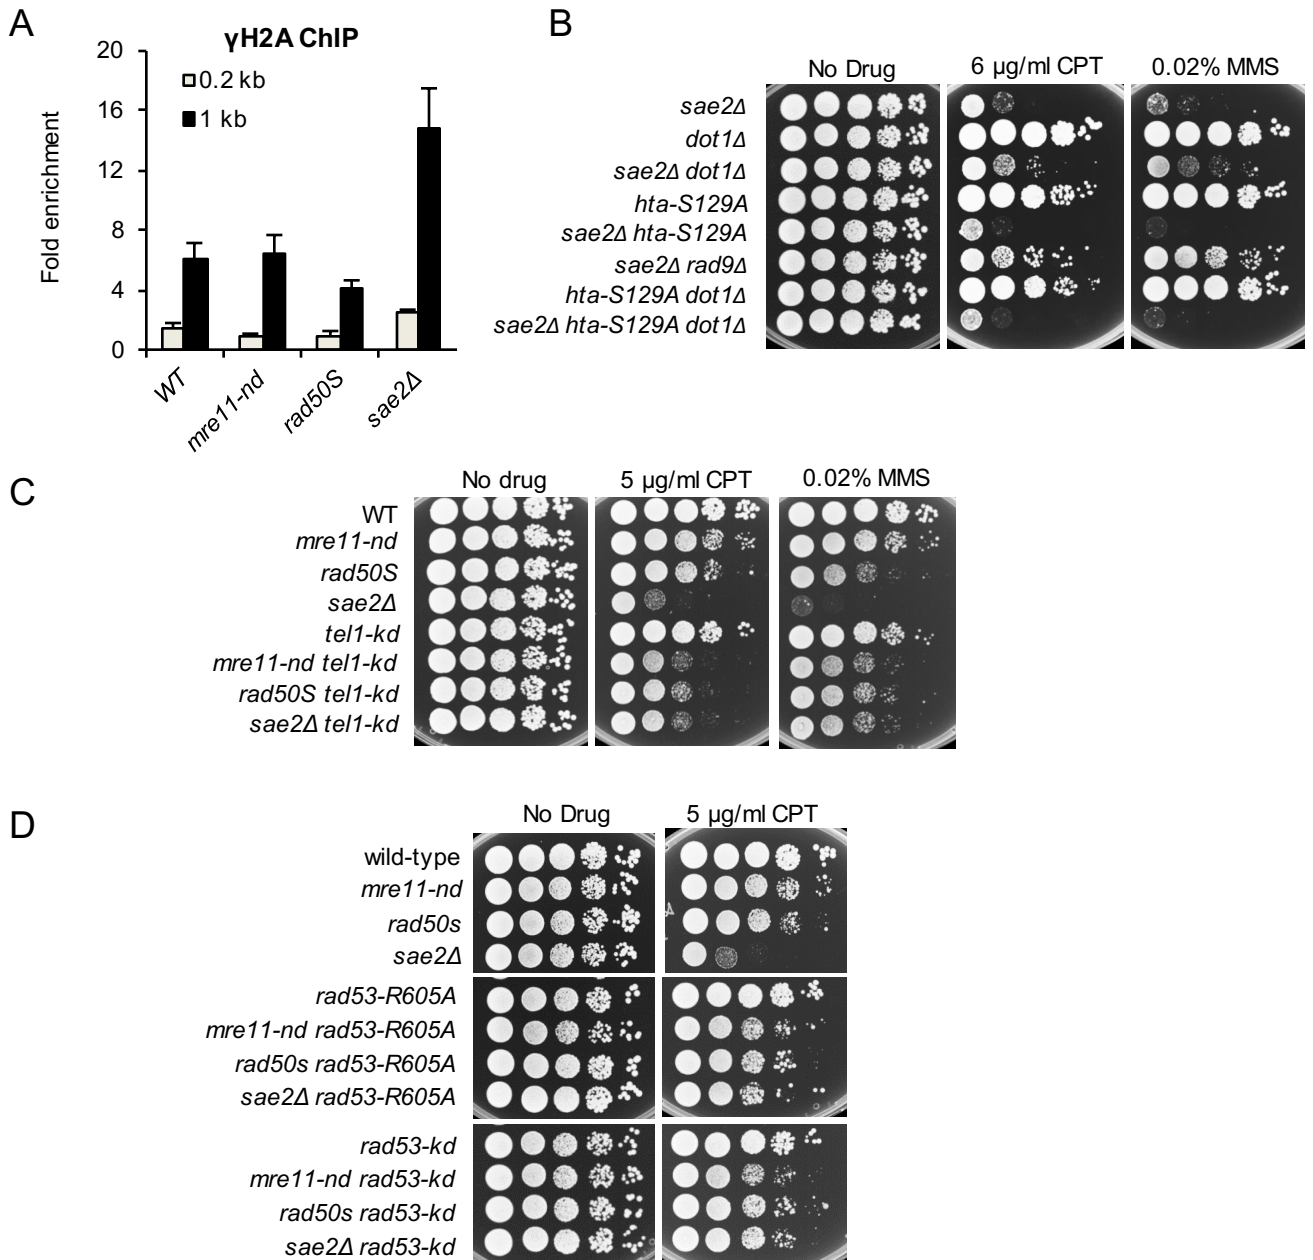 A
γH2A ChIP
0.2 kb
1 kb
Fold enrichment
20
16
12
8
4
0
WT
mre11-nd
rad50S
sae2Δ
B
No Drug
6 µg/ml CPT
0.02% MMS
sae2Δ
dot1Δ
sae2Δ dot1Δ
hta-S129A
sae2Δ hta-S129A
sae2Δ rad9Δ
hta-S129A dot1Δ
sae2Δ hta-S129A dot1Δ
C
No drug
5 µg/ml CPT
0.02% MMS
WT
mre11-nd
rad50S
sae2Δ
tel1-kd
mre11-nd tel1-kd
rad50S tel1-kd
sae2Δ tel1-kd
D
No Drug
5 µg/ml CPT
wild-type
mre11-nd
rad50s
sae2Δ
rad53-R605A
mre11-nd rad53-R605A
rad50s rad53-R605A
sae2Δ rad53-R605A
rad53-kd
mre11-nd rad53-kd
rad50s rad53-kd
sae2Δ rad53-kd